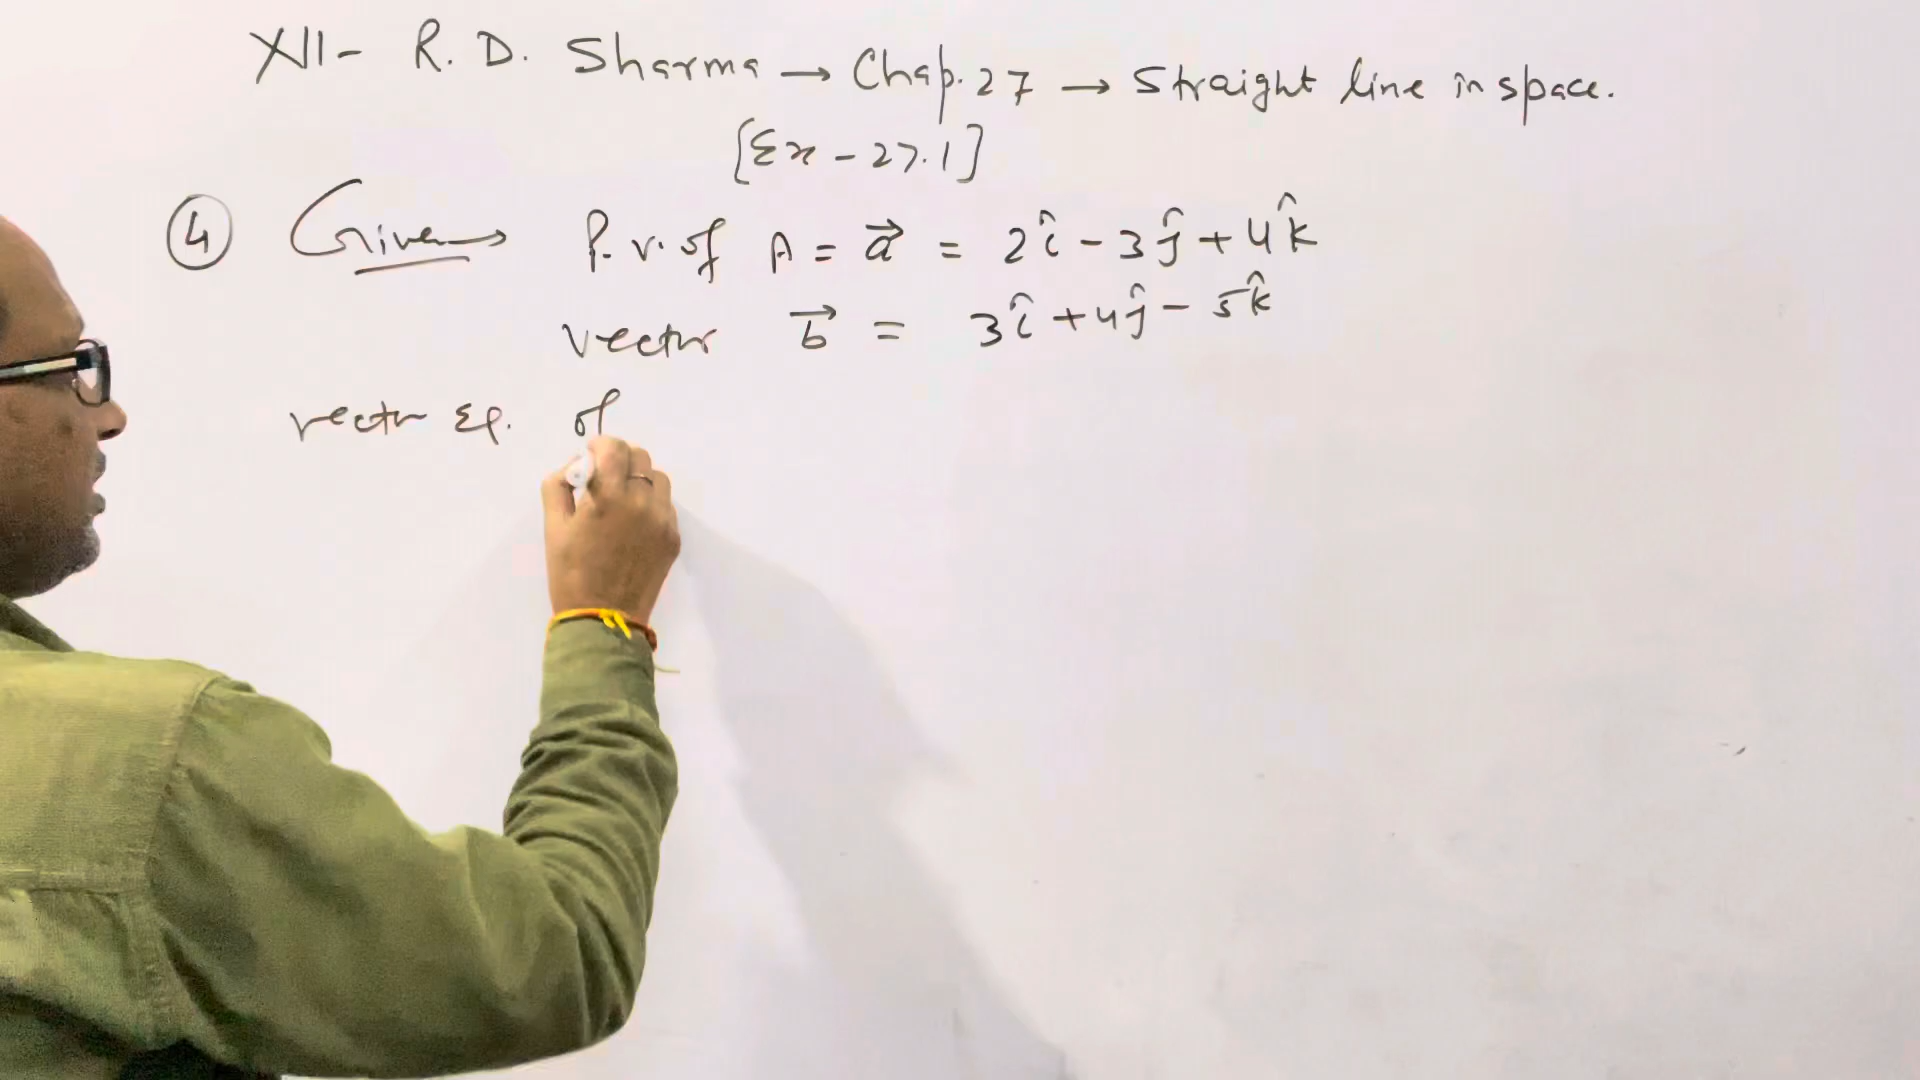 XII - R. D. Sharma → Chap. 27 → Straight line in space.
[Ex - 27.1]
④ Given → P. v. of A = a⃗ = 2î - 3ĵ + 4k̂
vector b⃗ = 3î + 4ĵ - 5k̂
vector Eq. of